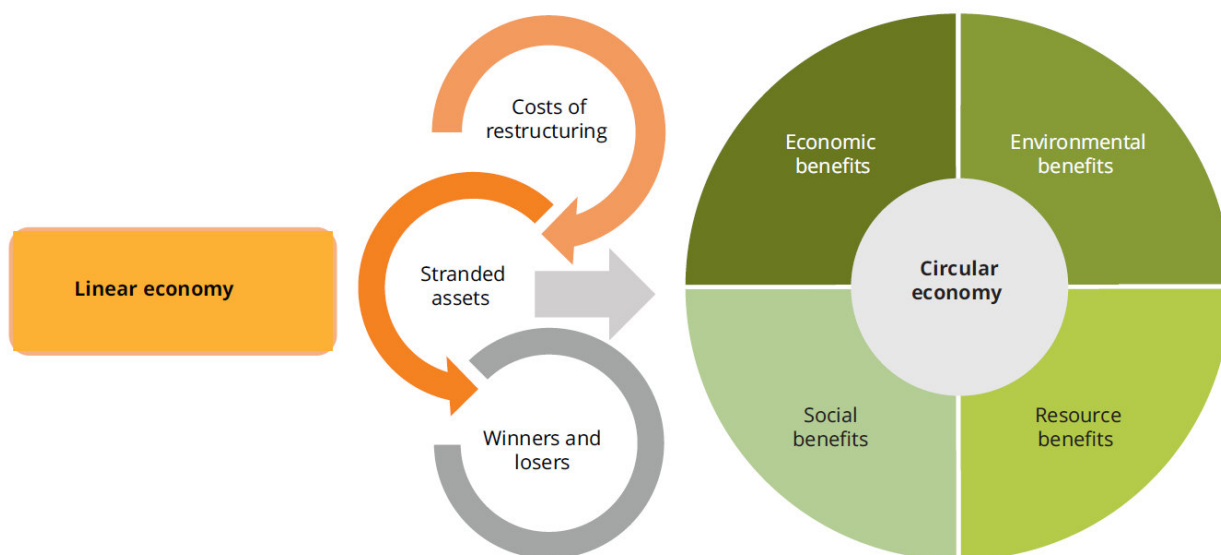 Linear economy
Costs of
restructuring
Stranded
assets
Winners and
losers
Economic
benefits
Environmental
benefits
Circular
economy
Social
benefits
Resource
benefits